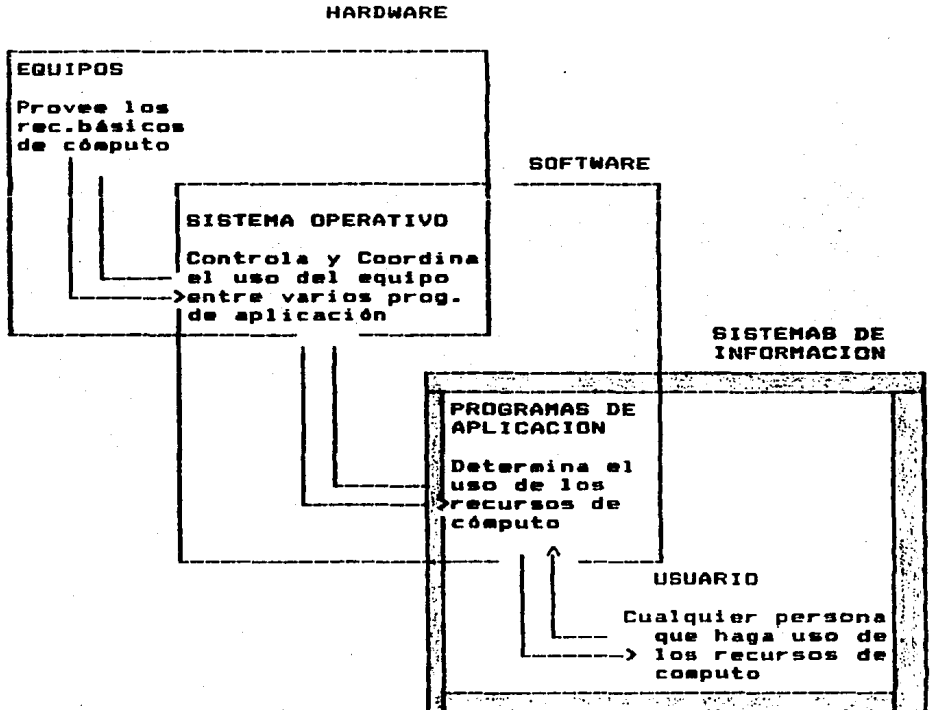 HARDWARE
EQUIPOS
Provee los
rec.básicos
de cómputo
SOFTWARE
SISTEMA OPERATIVO
Controla y Coordina
el uso del equipo
entre varios prog.
de aplicación
SISTEMAS DE
INFORMACION
PROGRAMAS DE
APLICACION
Determina el
uso de los
recursos de
cómputo
USUARIO
Cualquier persona
que haga uso de
los recursos de
computo